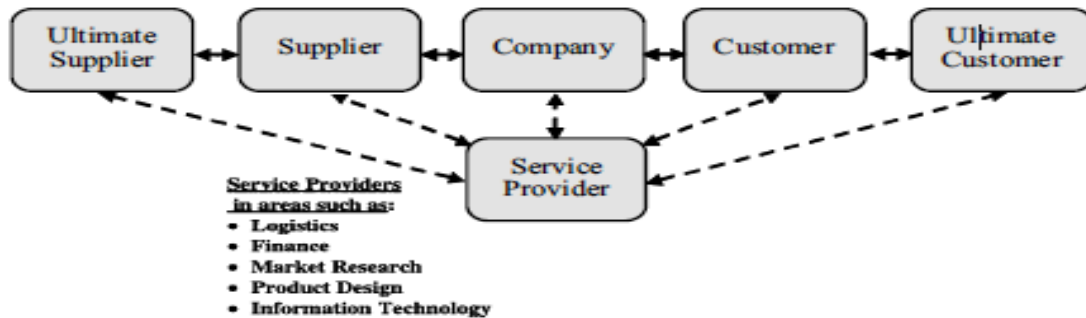 Ultimate
Supplier
Supplier
Company
Customer
Ultimate
Customer
Service
Provider
Service Providers
in areas such as:
• Logistics
• Finance
• Market Research
• Product Design
• Information Technology